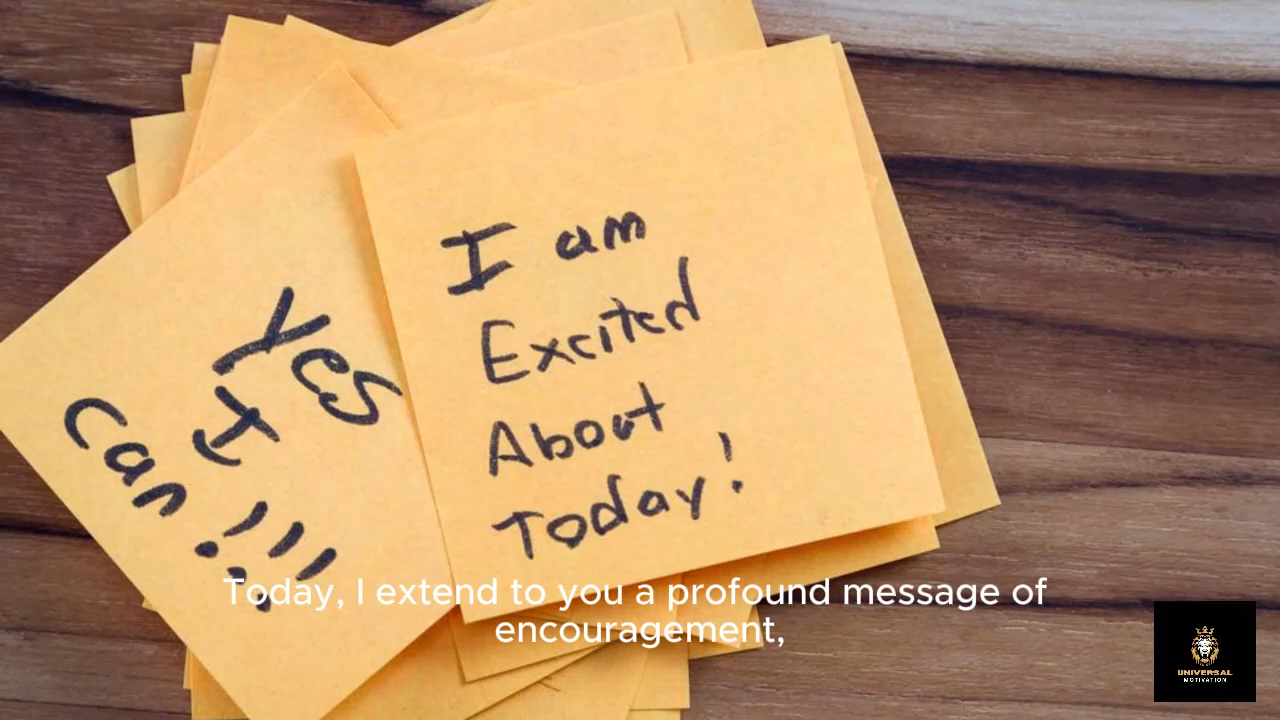 Yes
I
Can!!!
I am
Excited
About
Today!
Today, I extend to you a profound message of
encouragement,
UNIVERSAL
MOTIVATION